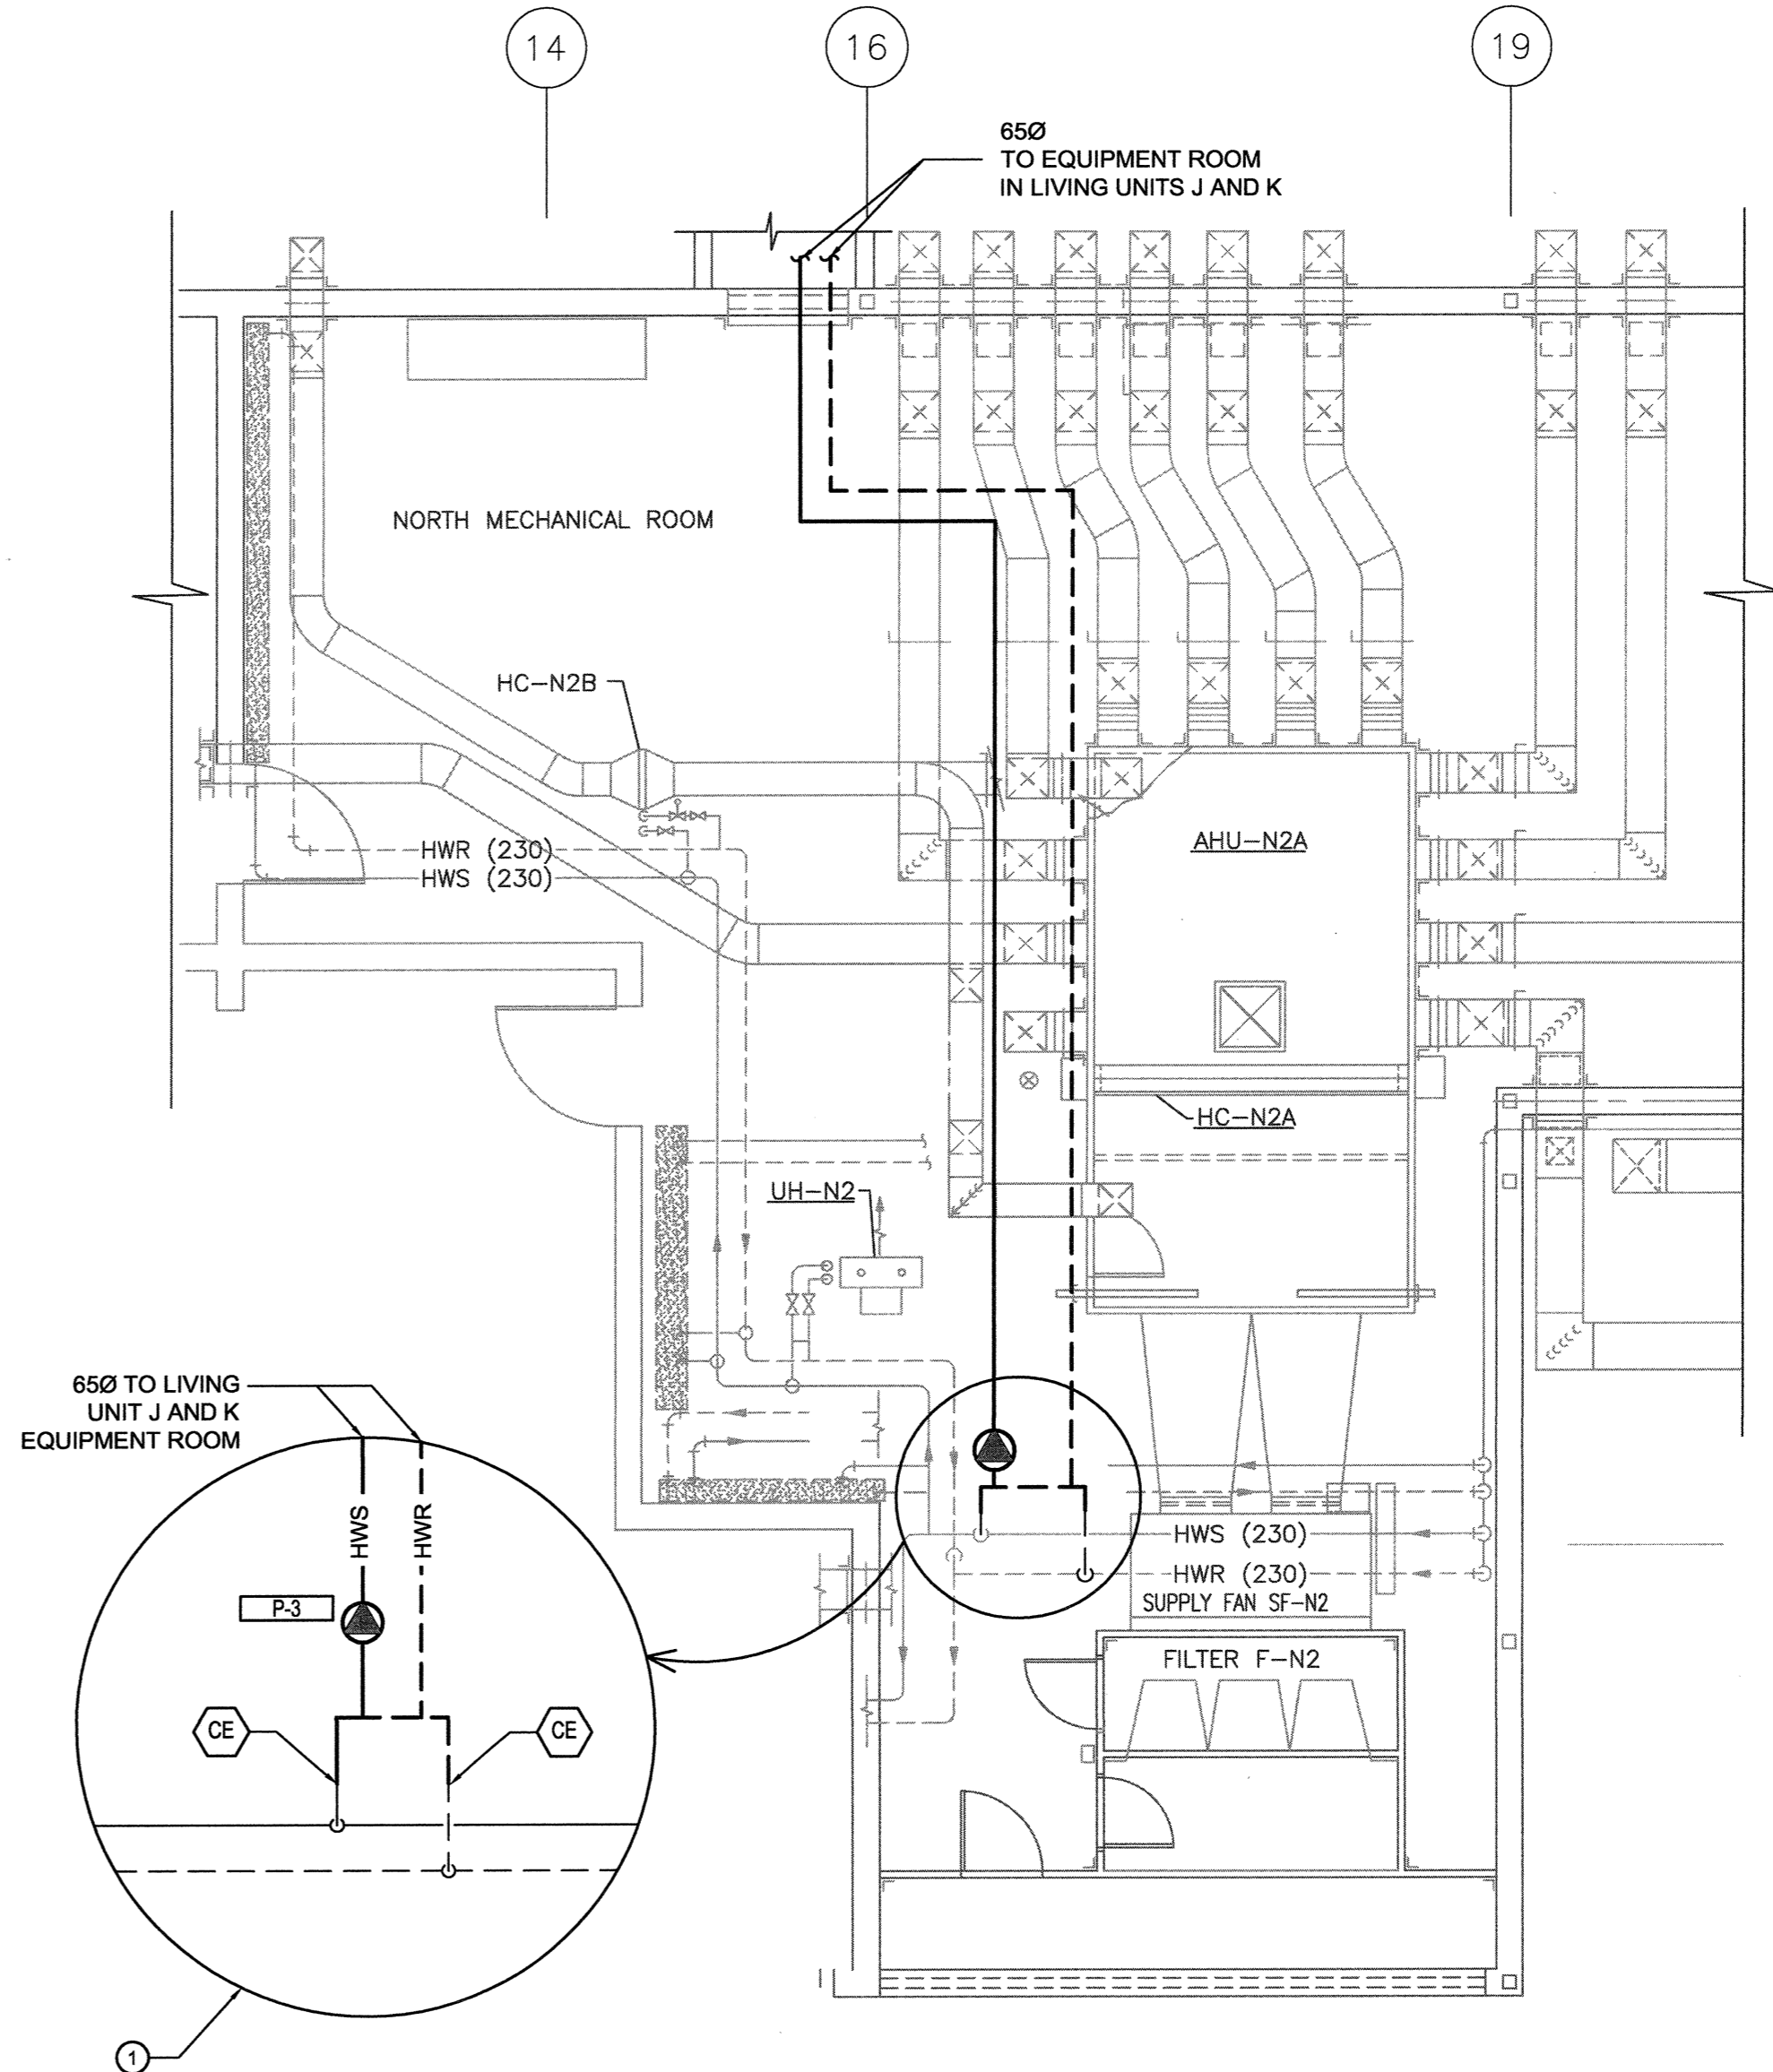 14
16
19
65Ø
TO EQUIPMENT ROOM
IN LIVING UNITS J AND K
NORTH MECHANICAL ROOM
HC-N2B
HWR (230)
HWS (230)
AHU-N2A
HC-N2A
UH-N2
65Ø TO LIVING
UNIT J AND K
EQUIPMENT ROOM
HWS
HWR
P-3
CE
CE
HWS (230)
HWR (230)
SUPPLY FAN SF-N2
FILTER F-N2
1